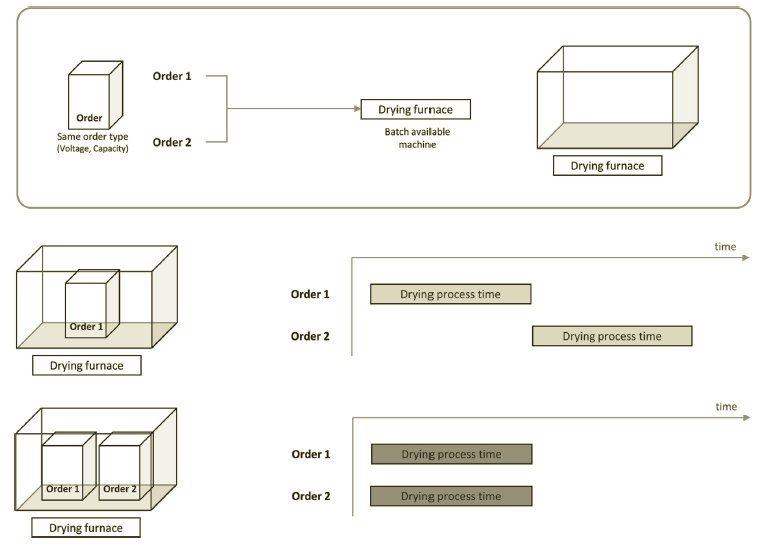 Order 1
Order
Drying furnace
Same order type
(Voltage, Capacity)
Order 2
Batch available
machine
Drying furnace
time
Order 1
Drying process time
Order 1
Order 2
Drying process time
Drying furnace
time
Order 1
Drying process time
Order 1
Order 2
Order 2
Drying process time
Drying furnace